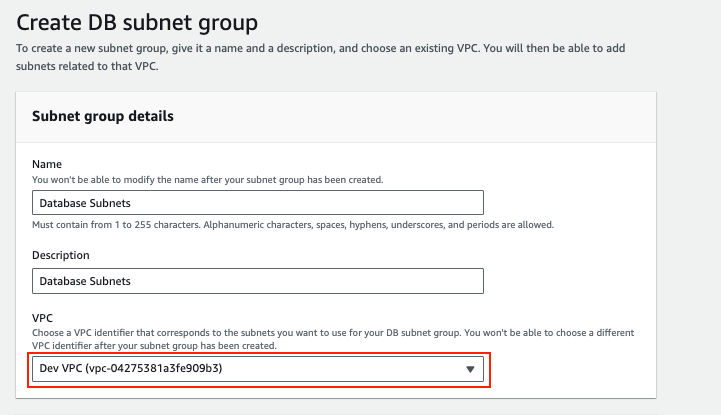 Create DB subnet group
To create a new subnet group, give it a name and a description, and choose an existing VPC. You will then be able to add
subnets related to that VPC.
Subnet group details
Name
You won't be able to modify the name after your subnet group has been created.
Database Subnets
Must contain from 1 to 255 characters. Alphanumeric characters, spaces, hyphens, underscores, and periods are allowed.
Description
Database Subnets
VPC
Choose a VPC identifier that corresponds to the subnets you want to use for your DB subnet group. You won't be able to choose a different
VPC identifier after your subnet group has been created.
Dev VPC (vpc-04275381a3fe909b3)